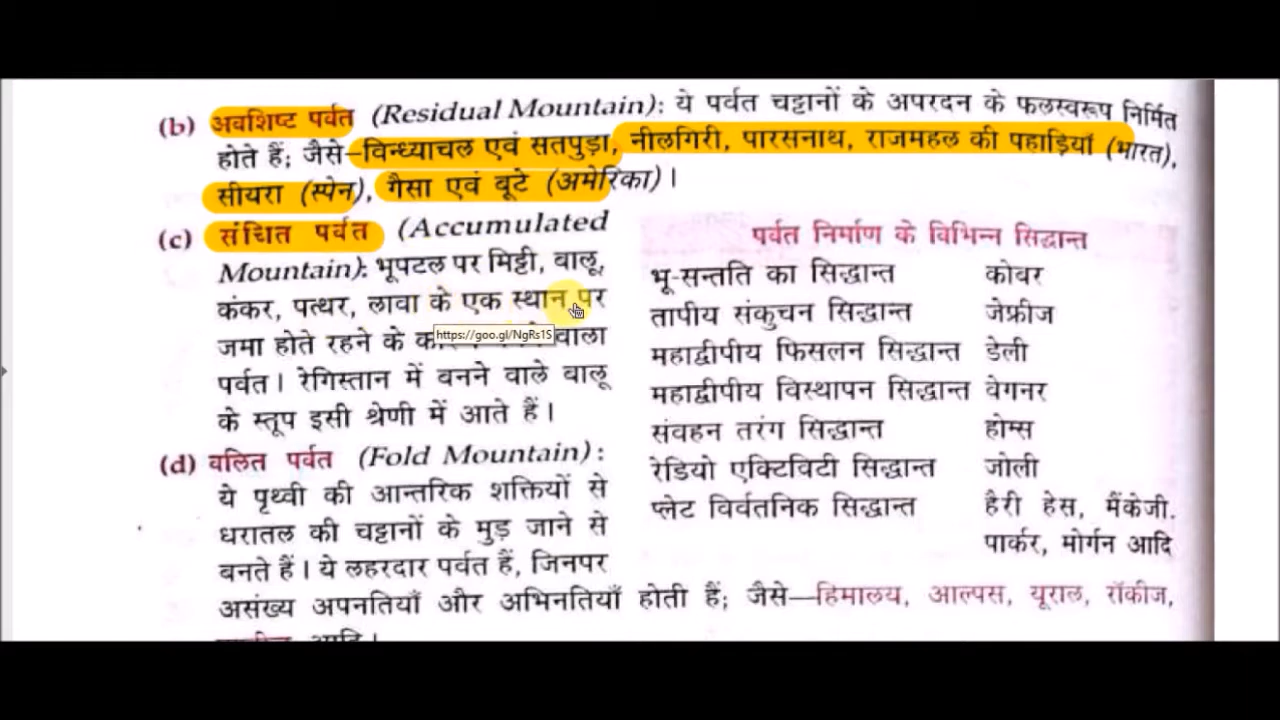 (b) अवशिष्ट पर्वत (Residual Mountain): ये पर्वत चट्टानों के अपरदन के फलस्वरूप निर्मित
होते हैं; जैसे–विन्ध्याचल एवं सतपुड़ा, नीलगिरी, पारसनाथ, राजमहल की पहाड़ियाँ (भारत),
सीयरा (स्पेन), गैसा एवं बूटे (अमेरिका)।
(c) संचित पर्वत (Accumulated
Mountain): भूपटल पर मिट्टी, बालू,
कंकर, पत्थर, लावा के एक स्थान पर
जमा होते रहने के वाला
https://goo.gl/NgRs1S
पर्वत। रेगिस्तान में बनने वाले बालू
के स्तूप इसी श्रेणी में आते हैं।
(d) वलित पर्वत (Fold Mountain):
ये पृथ्वी की आन्तरिक शक्तियों से
धरातल की चट्टानों के मुड़ जाने से
बनते हैं। ये लहरदार पर्वत हैं, जिनपर
पर्वत निर्माण के विभिन्न सिद्धान्त
भू-सन्तति का सिद्धान्त कोबर
तापीय संकुचन सिद्धान्त जेफ्रीज
महाद्वीपीय फिसलन सिद्धान्त डेली
महाद्वीपीय विस्थापन सिद्धान्त वेगनर
संवहन तरंग सिद्धान्त होम्स
रेडियो एक्टिविटी सिद्धान्त जोली
प्लेट विर्वतनिक सिद्धान्त हैरी हेस, मैंकेजी.
पार्कर, मोर्गन आदि
असंख्य अपनतियाँ और अभिनतियाँ होती हैं; जैसे—हिमालय, आल्पस, यूराल, रॉकीज,
आदि।